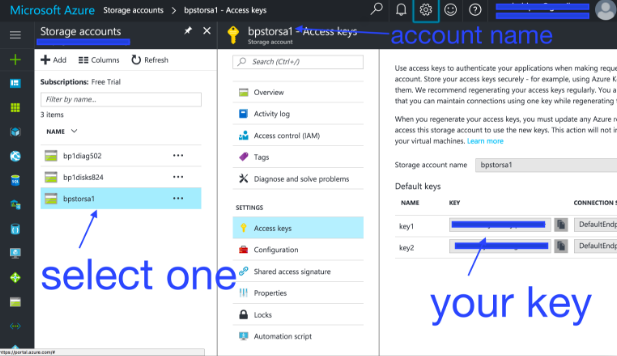 Microsoft Azure Storage accounts > bpstorsa1 - Access keys
Storage accounts
+ Add Columns Refresh
Subscriptions: Free Trial
Filter by name...
3 items
NAME
bp1diag502 ...
bp1disks824 ...
bpstorsa1 ...
select one
bpstorsa1 - Access keys
Storage account
account name
Search (Ctrl+/)
Overview
Activity log
Access control (IAM)
Tags
Diagnose and solve problems
SETTINGS
Access keys
Configuration
Shared access signature
Properties
Locks
Automation script
Use access keys to authenticate your applications when making reque
account. Store your access keys securely - for example, using Azure K
them. We recommend regenerating your access keys regularly. You a
that you can maintain connections using one key while regenerating
When you regenerate your access keys, you must update any Azure r
access this storage account to use the new keys. This action will not i
your virtual machines. Learn more
Storage account name bpstorsa1
Default keys
NAME KEY CONNECTION S
key1 DefaultEndp
key2 DefaultEndp
your key
https://portal.azure.com/#